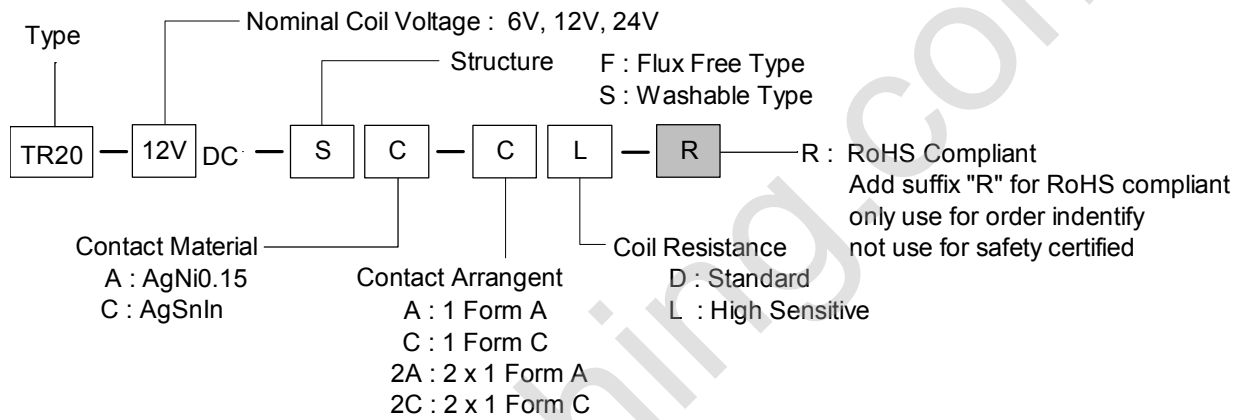 Nominal Coil Voltage : 6V, 12V, 24V
Type
Structure
F : Flux Free Type
S : Washable Type
TR20 — 12V DC — S C — C L — R
R : RoHS Compliant
Add suffix "R" for RoHS compliant
only use for order indentify
not use for safety certified
Contact Material
A : AgNi0.15
C : AgSnIn
Contact Arrangent
A : 1 Form A
C : 1 Form C
2A : 2 x 1 Form A
2C : 2 x 1 Form C
Coil Resistance
D : Standard
L : High Sensitive
hing.com